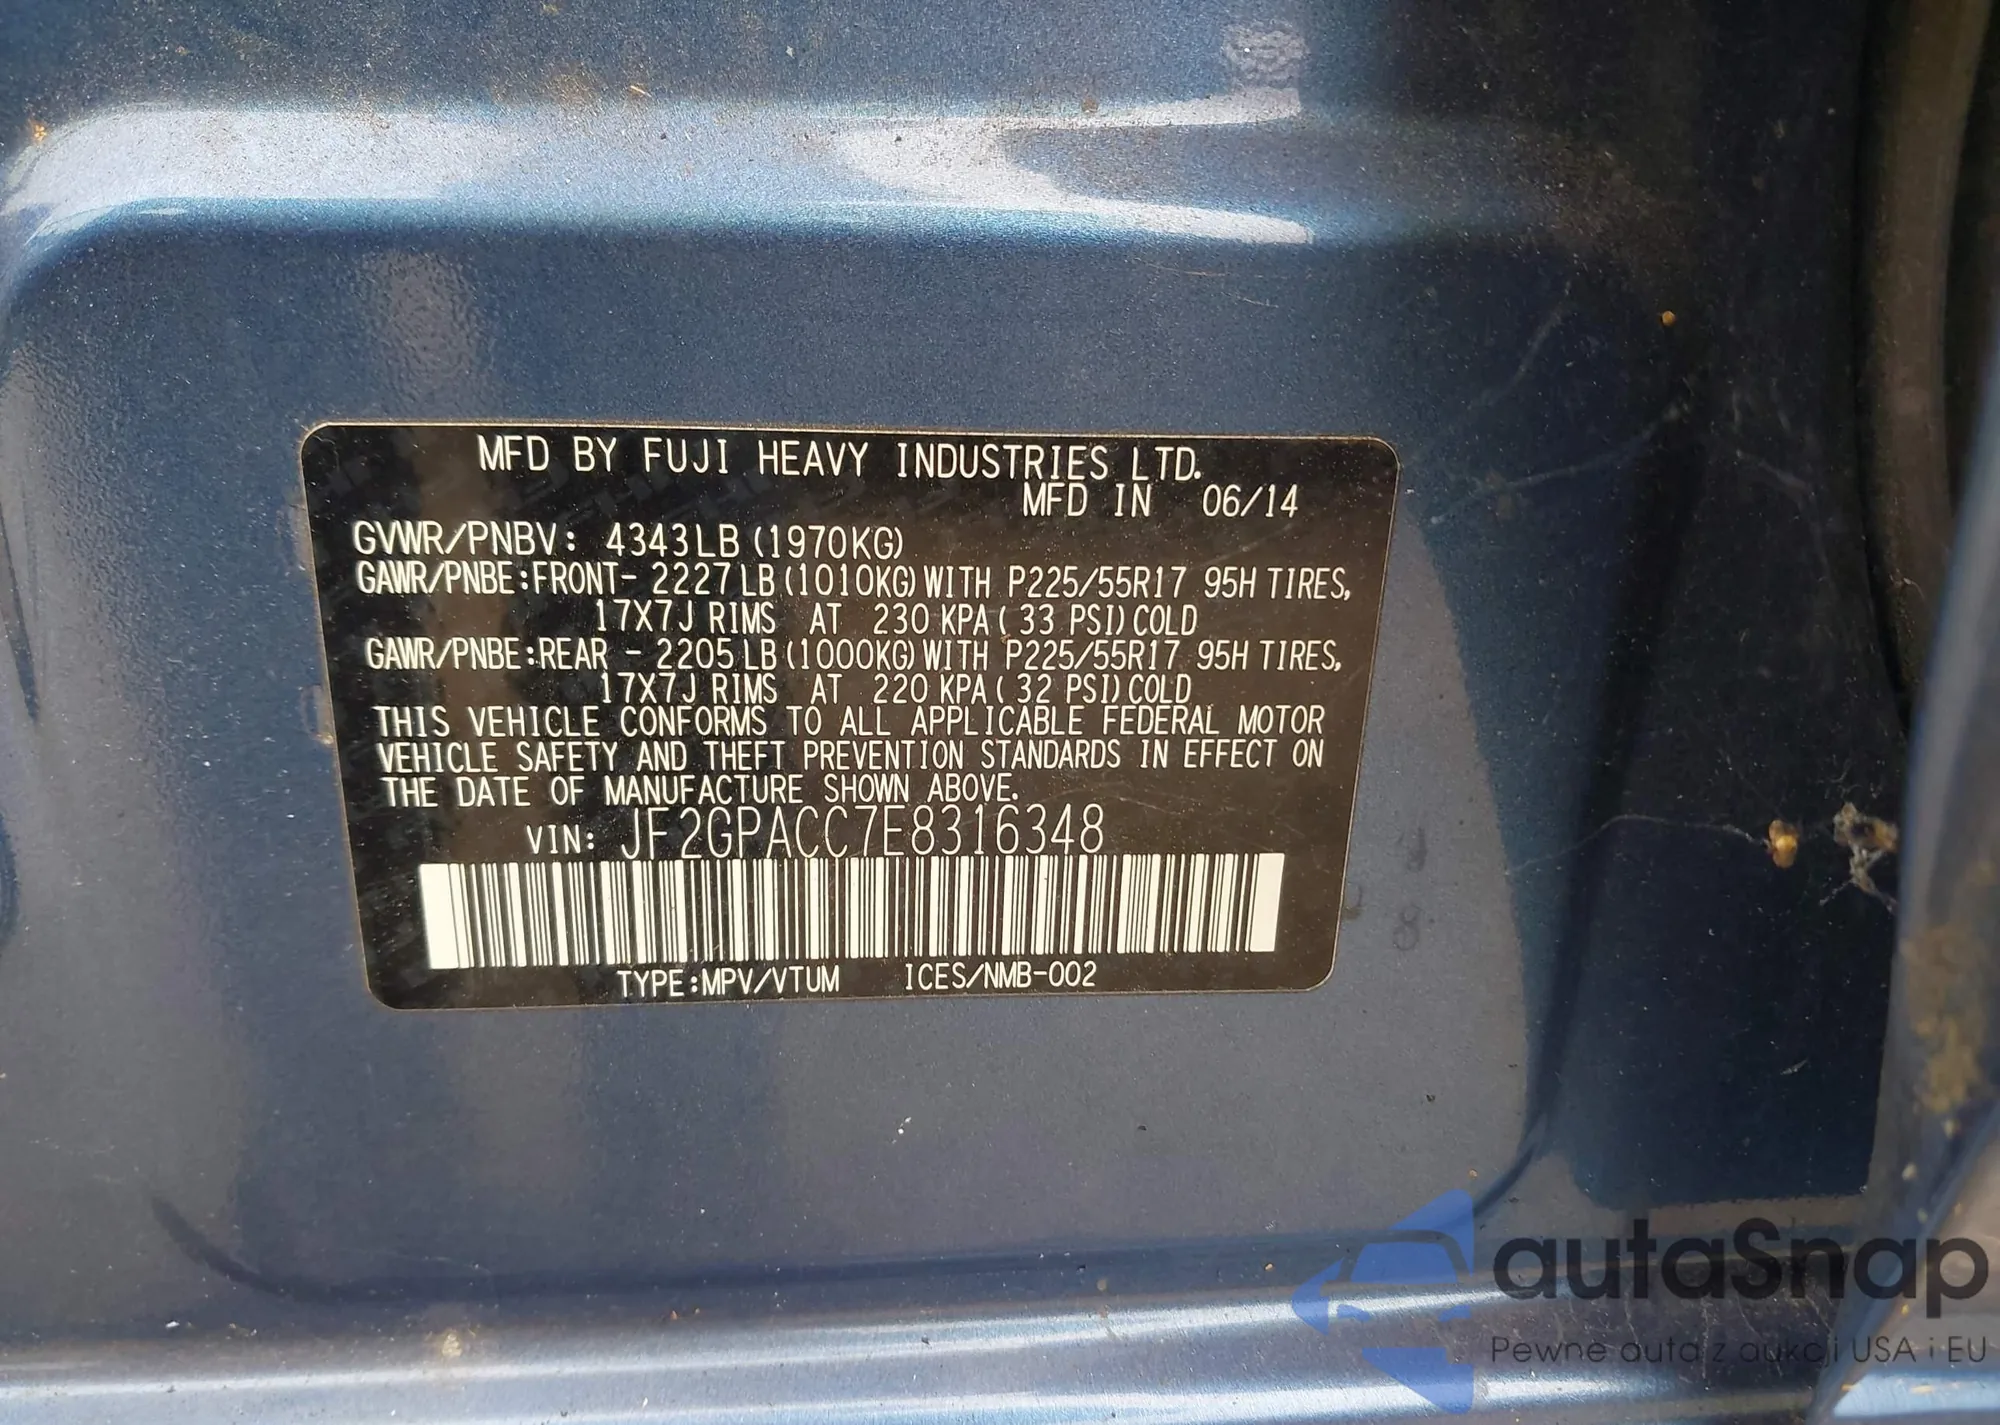 MFD BY FUJI HEAVY INDUSTRIES LTD.
MFD IN 06/14
GVWR/PNBV: 4343LB (1970KG)
GAWR/PNBE:FRONT- 2227LB (1010KG) WITH P225/55R17 95H TIRES,
17X7J RIMS AT 230 KPA ( 33 PSI) COLD
GAWR/PNBE:REAR - 2205LB (1000KG) WITH P225/55R17 95H TIRES,
17X7J RIMS AT 220 KPA ( 32 PSI) COLD
THIS VEHICLE CONFORMS TO ALL APPLICABLE FEDERAL MOTOR
VEHICLE SAFETY AND THEFT PREVENTION STANDARDS IN EFFECT ON
THE DATE OF MANUFACTURE SHOWN ABOVE.
VIN: JF2GPACC7E8316348
TYPE:MPV/VTUM ICES/NMB-002
autaSnap
Pewne auta z aukcji USA i EU